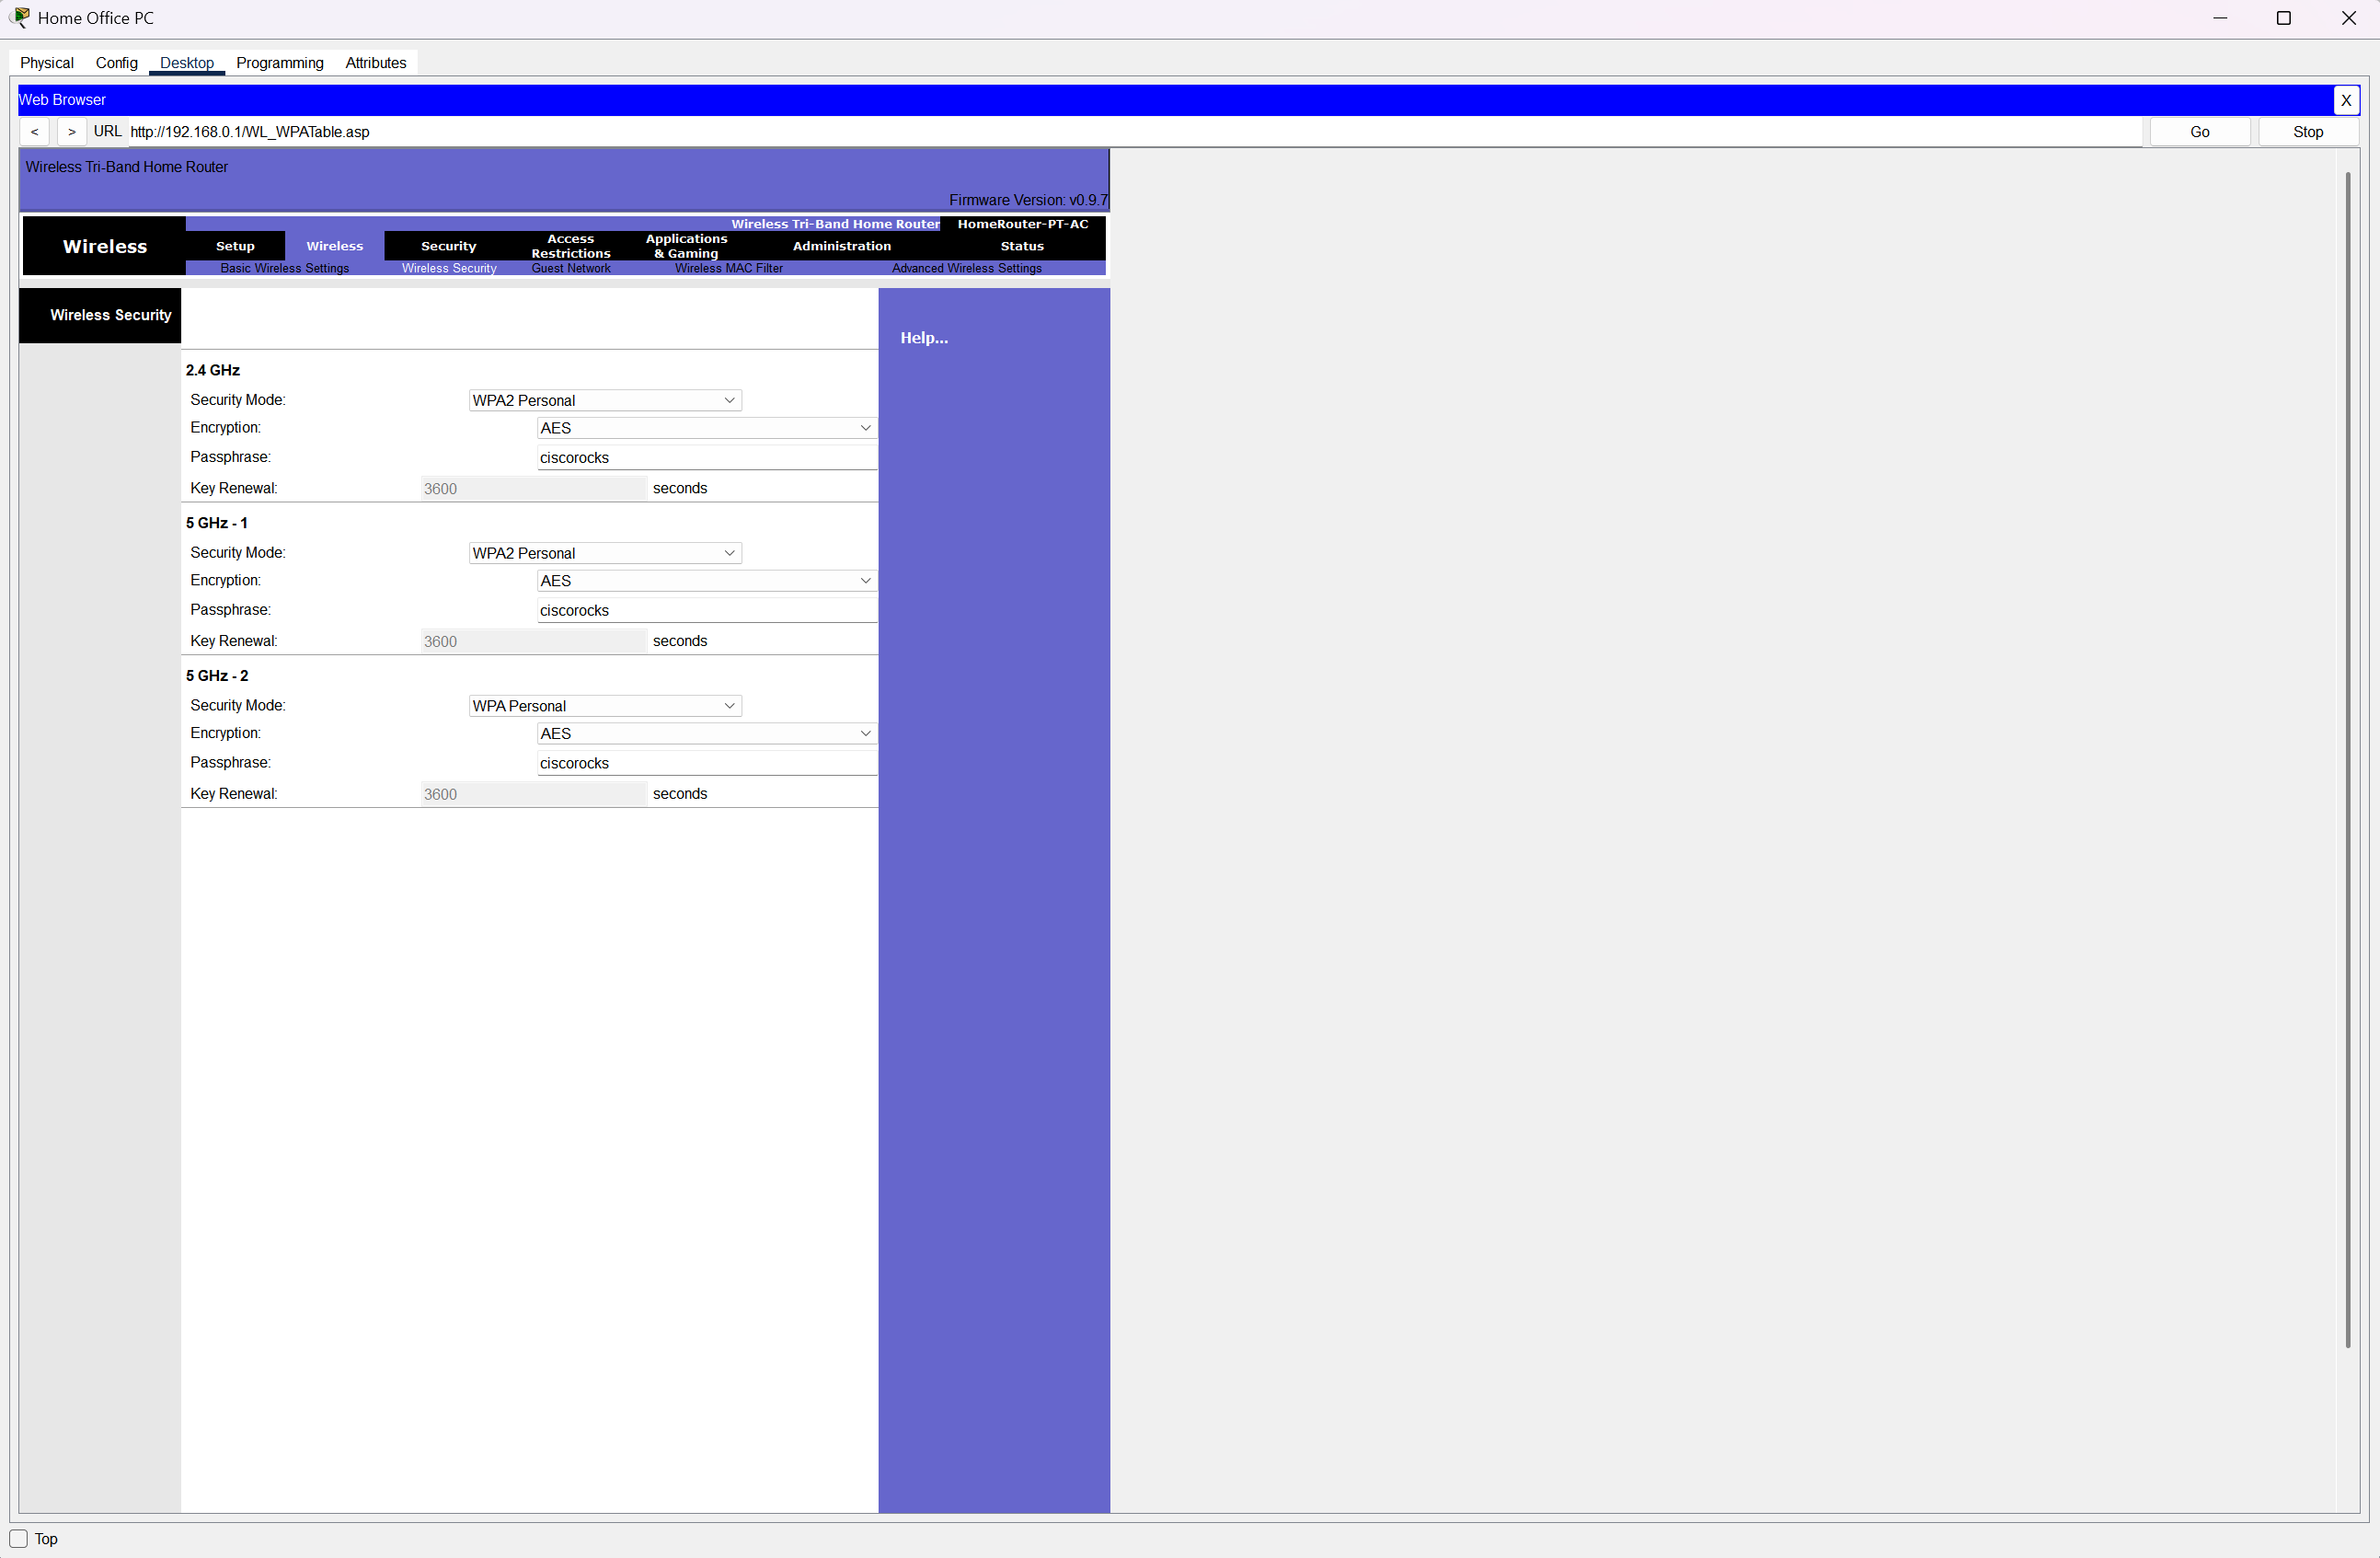 Home Office PC
Physical Config Desktop Programming Attributes
Web Browser
X
< > URL http://192.168.0.1/WL_WPATable.asp Go Stop
Wireless Tri-Band Home Router
Firmware Version: v0.9.7
Wireless Tri-Band Home Router HomeRouter-PT-AC
Wireless Setup Wireless Security Access Restrictions Applications & Gaming Administration Status
Basic Wireless Settings Wireless Security Guest Network Wireless MAC Filter Advanced Wireless Settings
Wireless Security
Help...
2.4 GHz
Security Mode: WPA2 Personal
Encryption: AES
Passphrase: ciscorocks
Key Renewal: 3600 seconds
5 GHz - 1
Security Mode: WPA2 Personal
Encryption: AES
Passphrase: ciscorocks
Key Renewal: 3600 seconds
5 GHz - 2
Security Mode: WPA Personal
Encryption: AES
Passphrase: ciscorocks
Key Renewal: 3600 seconds
Top